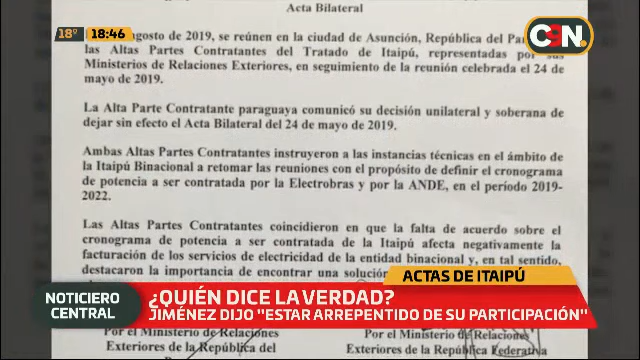 Acta Bilateral
18º 18:46
C9N.
agosto de 2019, se reúnen en la ciudad de Asunción, República del
las Altas Partes Contratantes del Tratado de Itaipú, representadas por sus
Ministerios de Relaciones Exteriores, en seguimiento de la reunión celebrada el 24 de
mayo de 2019.
La Alta Parte Contratante paraguaya comunicó su decisión unilateral y soberana de
dejar sin efecto el Acta Bilateral del 24 de mayo de 2019.
Ambas Altas Partes Contratantes instruyeron a las instancias técnicas en el ámbito de
la Itaipú Binacional a retomar las reuniones con el propósito de definir el cronograma
de potencia a ser contratada por la Electrobras y por la ANDE, en el período 2019-
2022.
Las Altas Partes Contratantes coincidieron en que la falta de acuerdo sobre el
cronograma de potencia a ser contratada de la Itaipú afecta negativamente la
facturación de los servicios de electricidad de la entidad binacional y, en tal sentido,
destacaron la importancia de encontrar una solución
ACTAS DE ITAIPÚ
NOTICIERO
CENTRAL
¿QUIÉN DICE LA VERDAD?
JIMÉNEZ DIJO "ESTAR ARREPENTIDO DE SU PARTICIPACIÓN"
Por el Ministerio de Relaciones
Exteriores de la República del
Por el Ministerio de Relaciones
Exteriores de la República Federativa